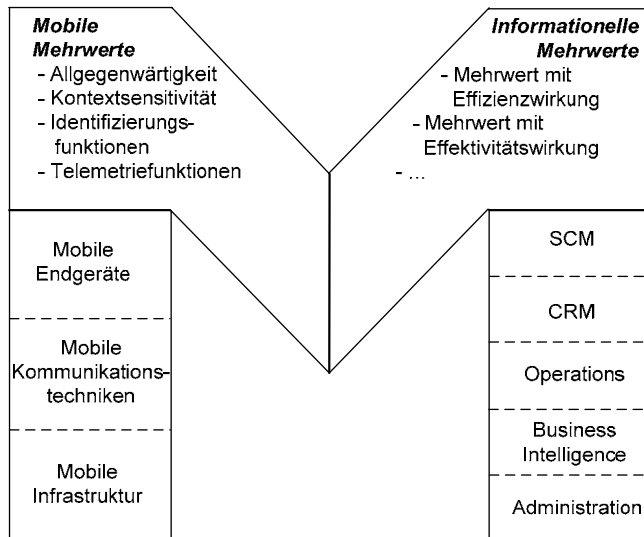 Mobile
Mehrwerte
- Allgegenwärtigkeit
- Kontextsensitivität
- Identifizierungs-
funktionen
- Telemetriefunktionen
Informationelle
Mehrwerte
- Mehrwert mit
Effizienzwirkung
- Mehrwert mit
Effektivitätswirkung
- ...
Mobile
Endgeräte
Mobile
Kommunikations-
techniken
Mobile
Infrastruktur
SCM
CRM
Operations
Business
Intelligence
Administration